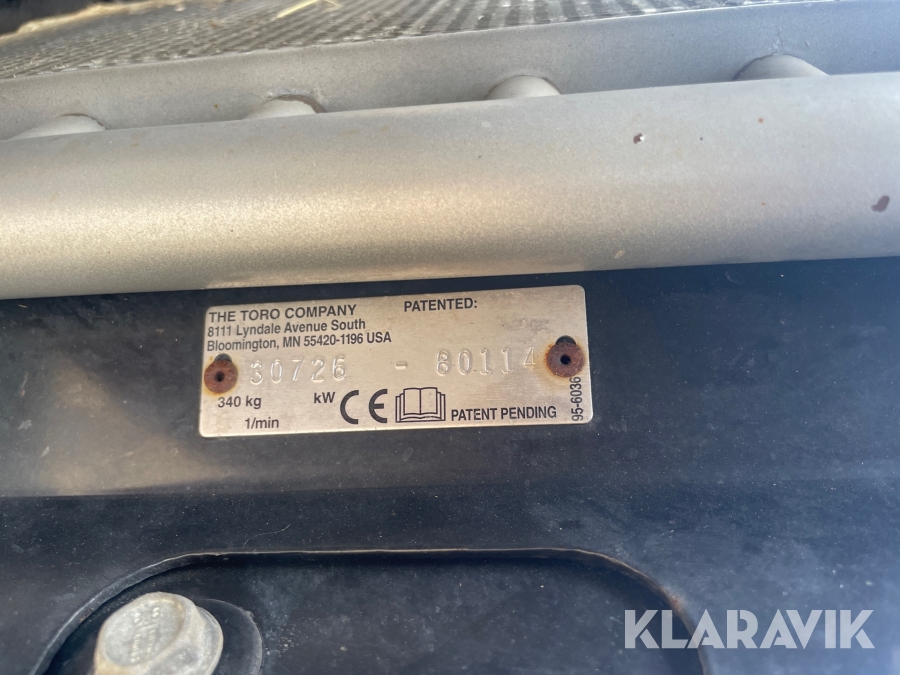 THE TORO COMPANY PATENTED:
8111 Lyndale Avenue South
Bloomington, MN 55420-1196 USA
30726 - 80114
340 kg kW CE PATENT PENDING
1/min
95-6036
KLARAVIK